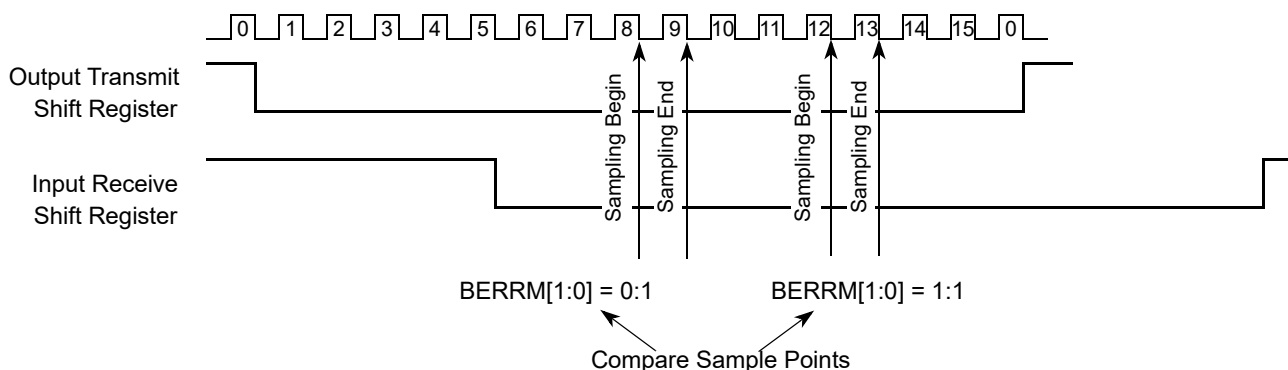 0 1 2 3 4 5 6 7 8 9 10 11 12 13 14 15 0
Output Transmit
Shift Register
Input Receive
Shift Register
Sampling Begin
Sampling End
Sampling Begin
Sampling End
BERRM[1:0] = 0:1 BERRM[1:0] = 1:1
Compare Sample Points